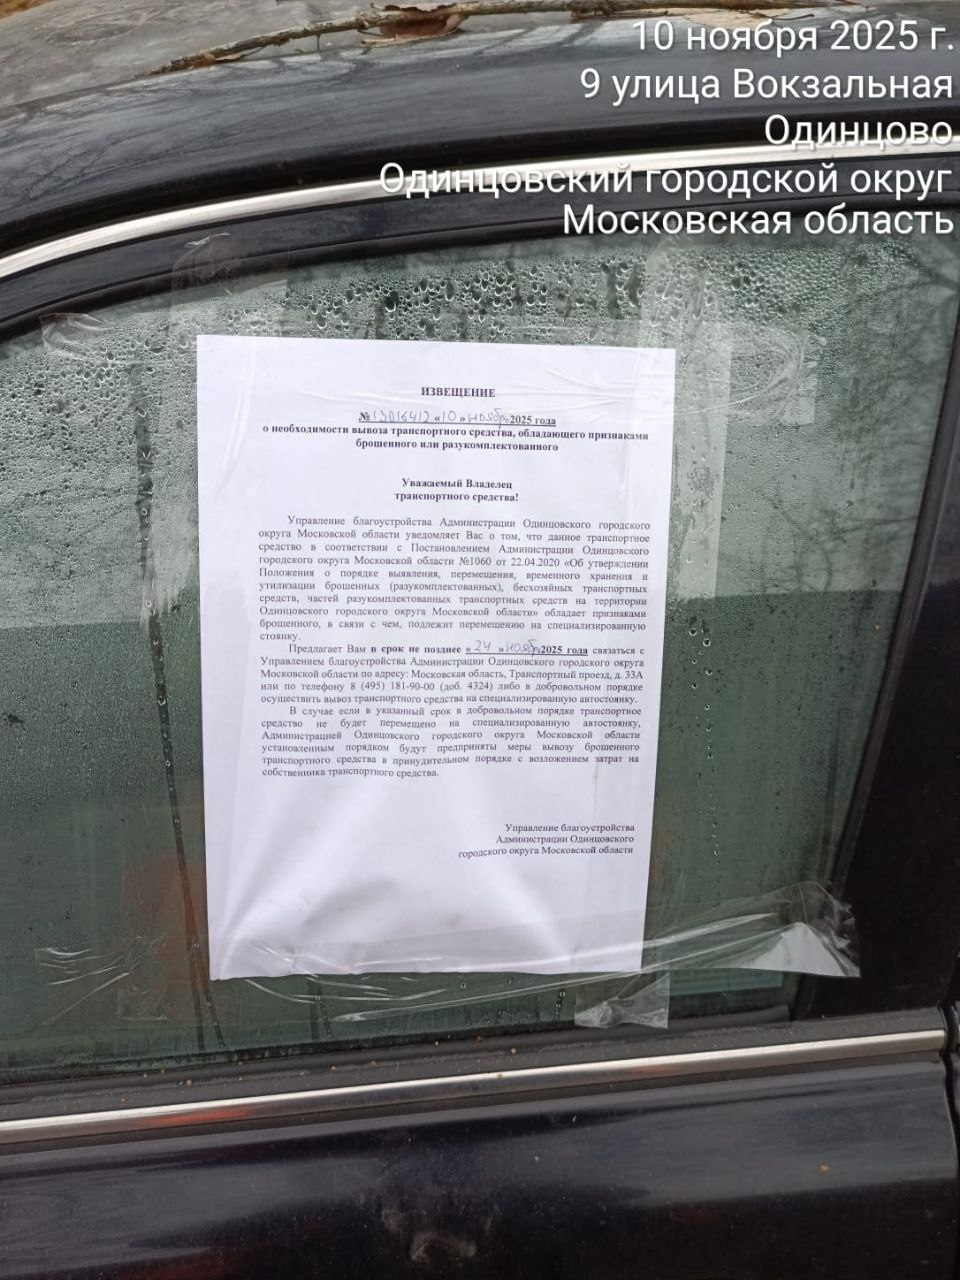 10 ноября 2025 г.
9 улица Вокзальная
Одинцово
Одинцовский городской округ
Московская область
ИЗВЕЩЕНИЕ
№ 13016412 «10» ноября 2025 года
о необходимости вывоза транспортного средства, обладающего признаками
брошенного или разукомплектованного
Уважаемый Владелец
транспортного средства!
Управление благоустройства Администрации Одинцовского городского
округа Московской области уведомляет Вас о том, что данное транспортное
средство в соответствии с Постановлением Администрации Одинцовского
городского округа Московской области №1060 от 22.04.2020 «Об утверждении
Положения о порядке выявления, перемещения, временного хранения и
утилизации брошенных (разукомплектованных), бесхозяйных транспортных
средств, частей разукомплектованных транспортных средств на территории
Одинцовского городского округа Московской области» обладает признаками
брошенного, в связи с чем, подлежит перемещению на специализированную
стоянку.
Предлагает Вам в срок не позднее «24» ноября 2025 года связаться с
Управлением благоустройства Администрации Одинцовского городского округа
Московской области по адресу: Московская область, Транспортный проезд, д. 33А
или по телефону 8 (495) 181-90-00 (доб. 4324) либо в добровольном порядке
осуществить вывоз транспортного средства на специализированную автостоянку.
В случае если в указанный срок в добровольном порядке транспортное
средство не будет перемещено на специализированную автостоянку,
Администрацией Одинцовского городского округа Московской области
установленным порядком будут предприняты меры вывозу брошенного
транспортного средства в принудительном порядке с возложением затрат на
собственника транспортного средства.
Управление благоустройства
Администрации Одинцовского
городского округа Московской области